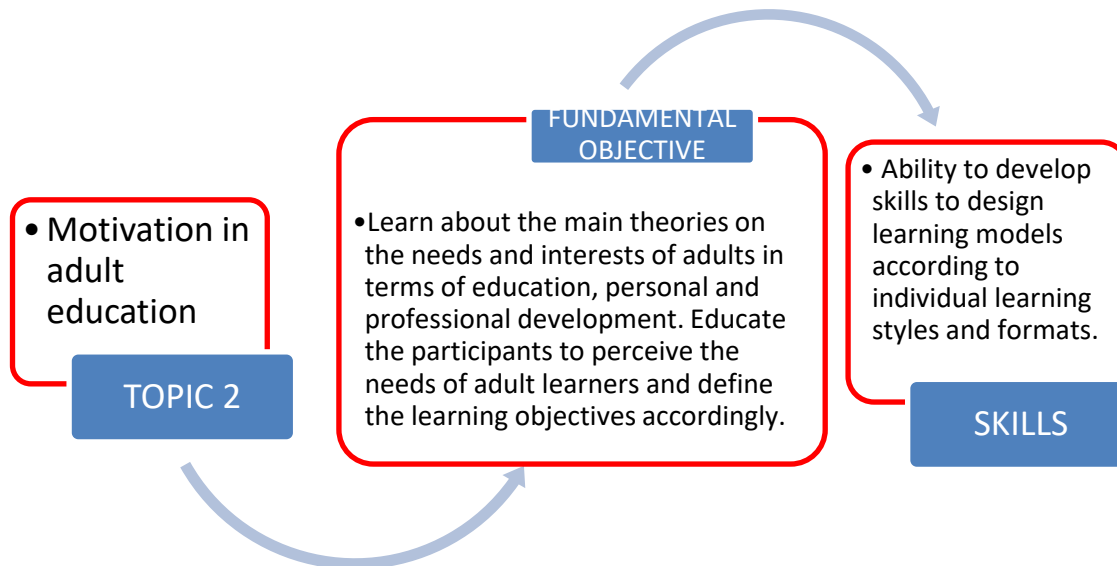 • Motivation in
adult
education
TOPIC 2
FUNDAMENTAL
OBJECTIVE
•Learn about the main theories on
the needs and interests of adults in
terms of education, personal and
professional development. Educate
the participants to perceive the
needs of adult learners and define
the learning objectives accordingly.
• Ability to develop
skills to design
learning models
according to
individual learning
styles and formats.
SKILLS